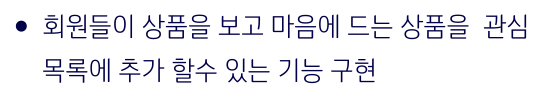 • 회원들이 상품을 보고 마음에 드는 상품을  관심
목록에 추가 할수 있는 기능 구현